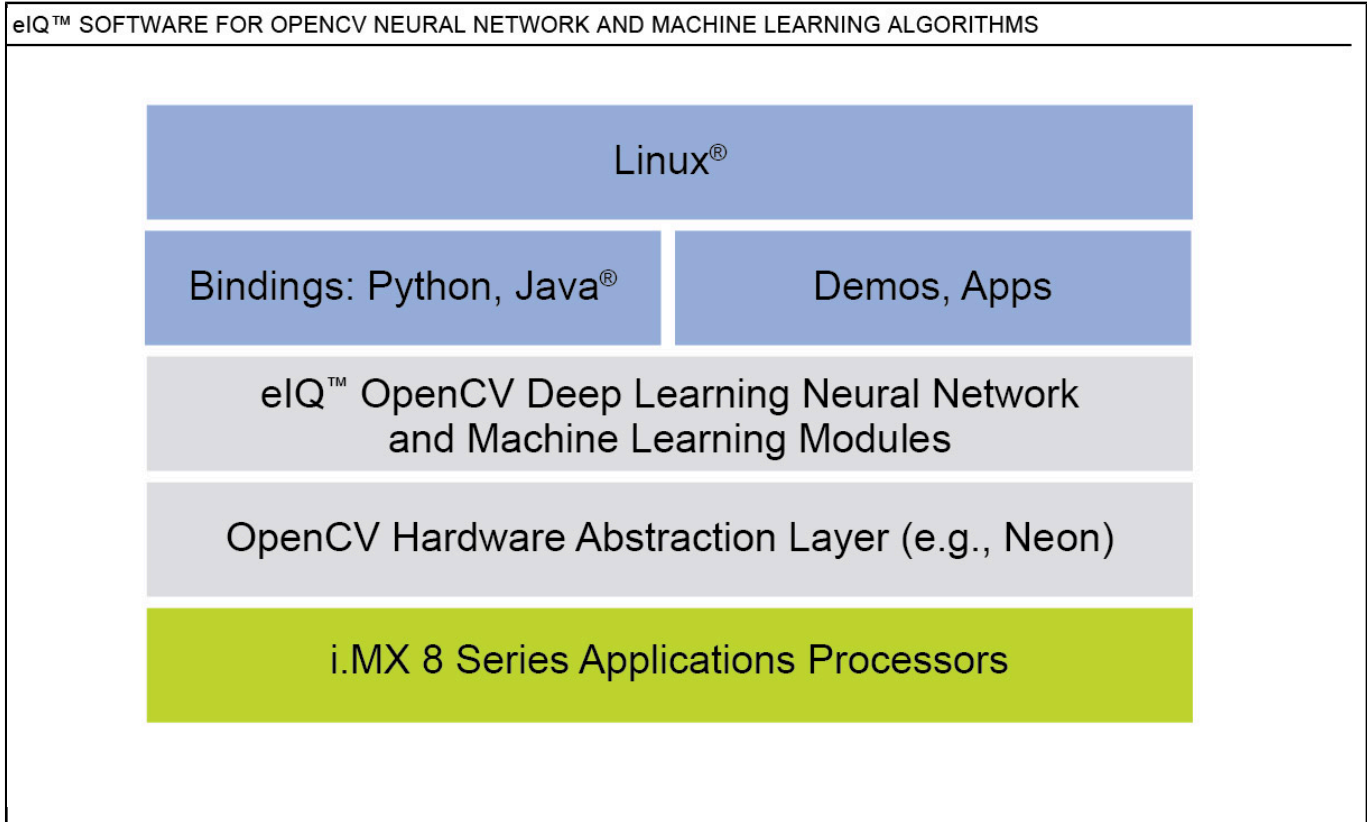 eIQ™ SOFTWARE FOR OPENCV NEURAL NETWORK AND MACHINE LEARNING ALGORITHMS
Linux®
Bindings: Python, Java®
Demos, Apps
eIQ™ OpenCV Deep Learning Neural Network
and Machine Learning Modules
OpenCV Hardware Abstraction Layer (e.g., Neon)
i.MX 8 Series Applications Processors